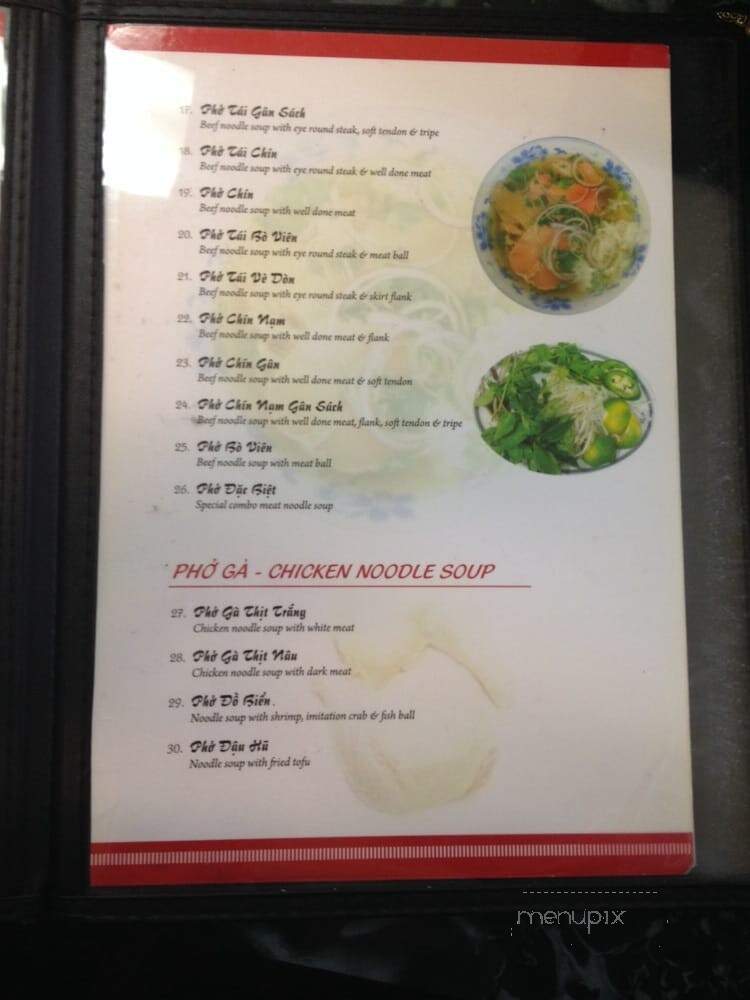 17. Phở Tái Gân Sách
Beef noodle soup with eye round steak, soft tendon & tripe
18. Phở Tái Chín
Beef noodle soup with eye round steak & well done meat
19. Phở Chín
Beef noodle soup with well done meat
20. Phở Tái Bò Viên
Beef noodle soup with eye round steak & meat ball
21. Phở Tái Vè Dòn
Beef noodle soup with eye round steak & skirt flank
22. Phở Chín Nạm
Beef noodle soup with well done meat & flank
23. Phở Chín Gân
Beef noodle soup with well done meat & soft tendon
24. Phở Chín Nạm Gân Sách
Beef noodle soup with well done meat, flank, soft tendon & tripe
25. Phở Bò Viên
Beef noodle soup with meat ball
26. Phở Đặc Biệt
Special combo meat noodle soup
PHỞ GÀ - CHICKEN NOODLE SOUP
27. Phở Gà Thịt Trắng
Chicken noodle soup with white meat
28. Phở Gà Thịt Nâu
Chicken noodle soup with dark meat
29. Phở Đồ Biển.
Noodle soup with shrimp, imitation crab & fish ball
30. Phở Đậu Hũ
Noodle soup with fried tofu
menupix